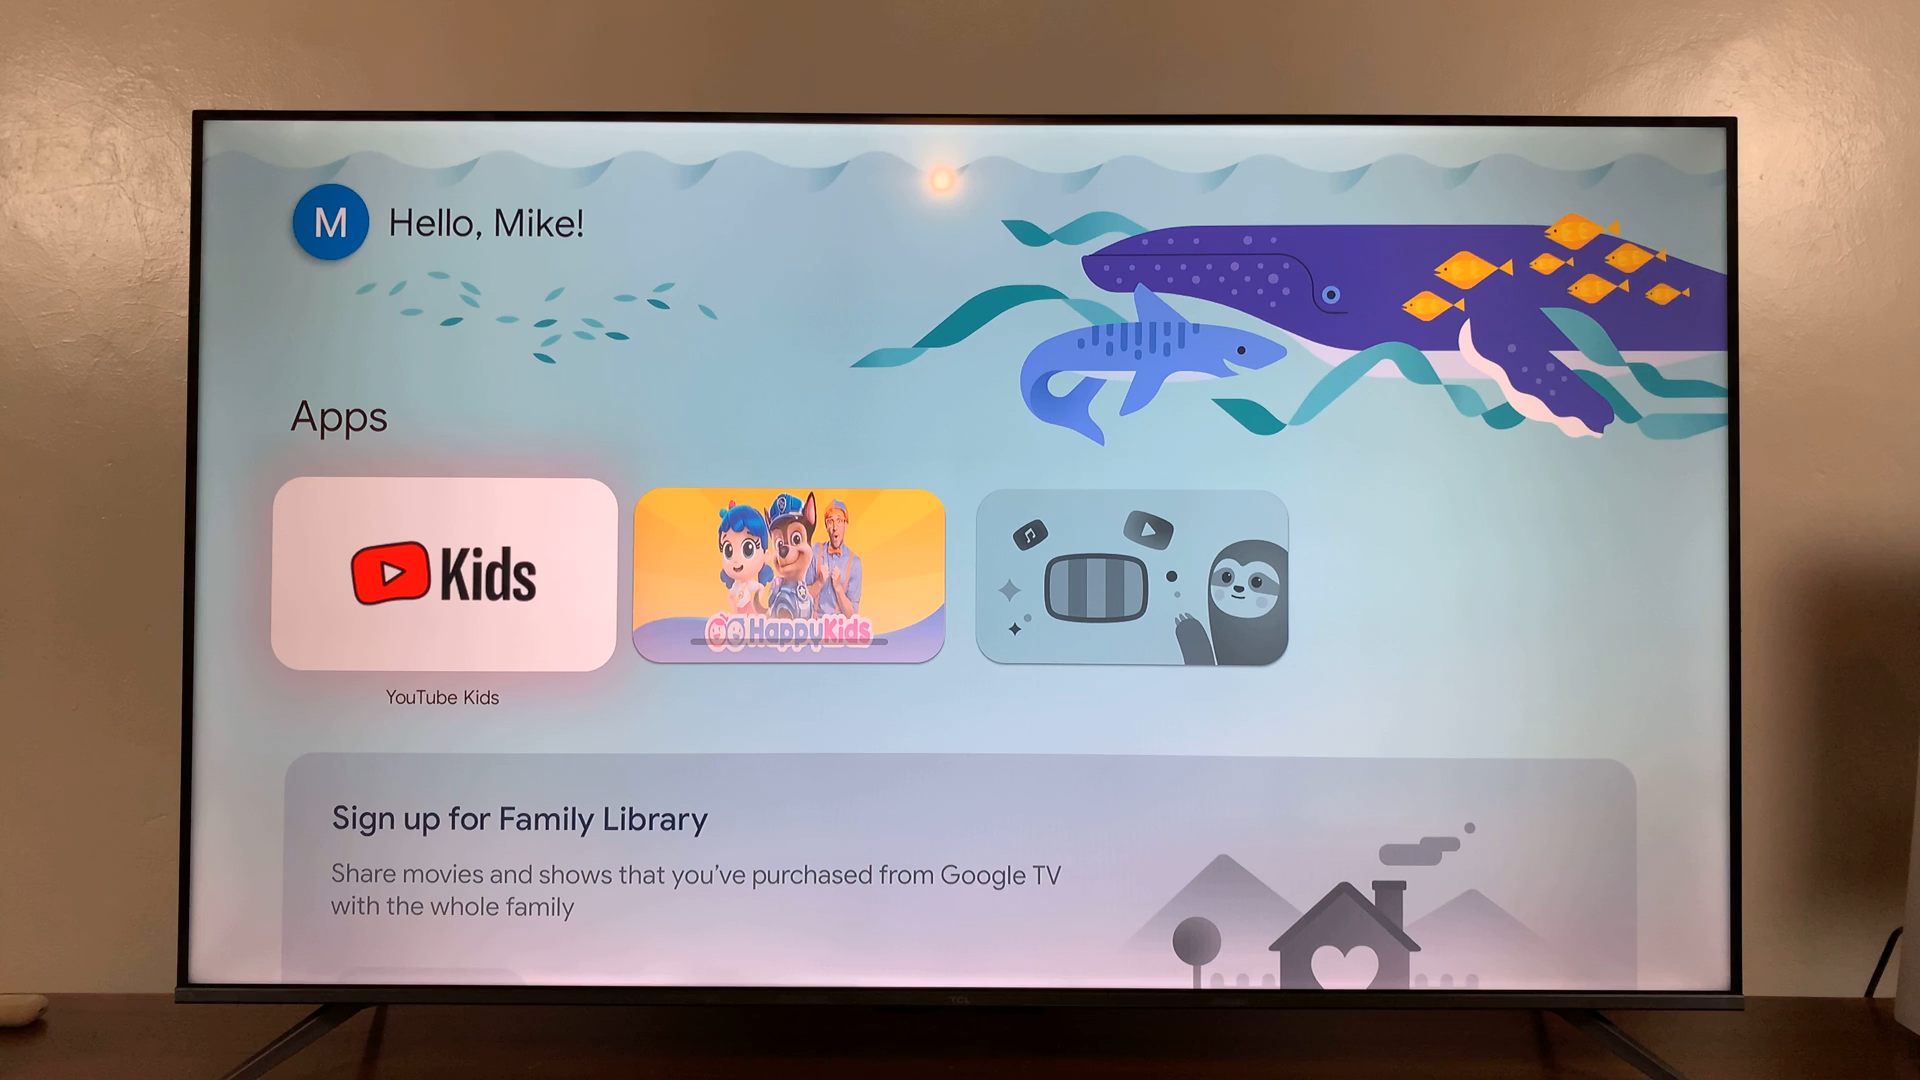 M
Hello, Mike!
Apps
Kids
HappyKids
YouTube Kids
Sign up for Family Library
Share movies and shows that you've purchased from Google TV
with the whole family
TCL